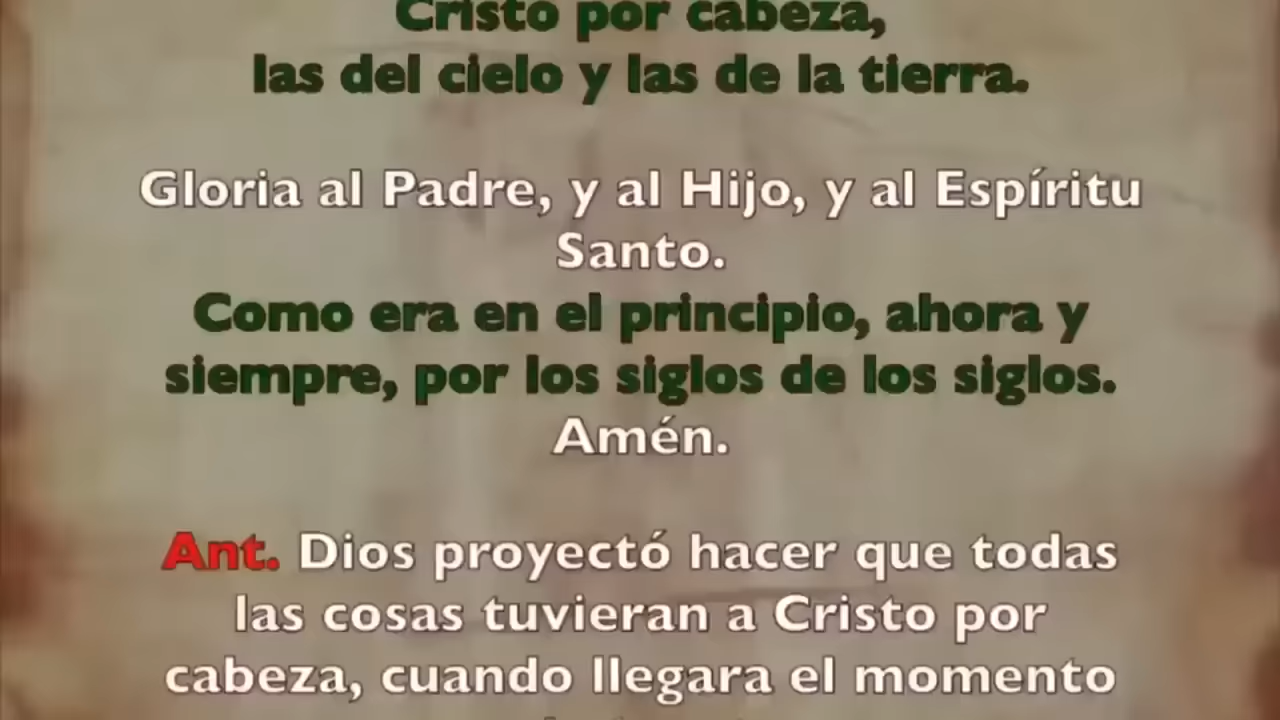 Cristo por cabeza,
las del cielo y las de la tierra.
Gloria al Padre, y al Hijo, y al Espíritu
Santo.
Como era en el principio, ahora y
siempre, por los siglos de los siglos.
Amén.
Ant. Dios proyectó hacer que todas
las cosas tuvieran a Cristo por
cabeza, cuando llegara el momento